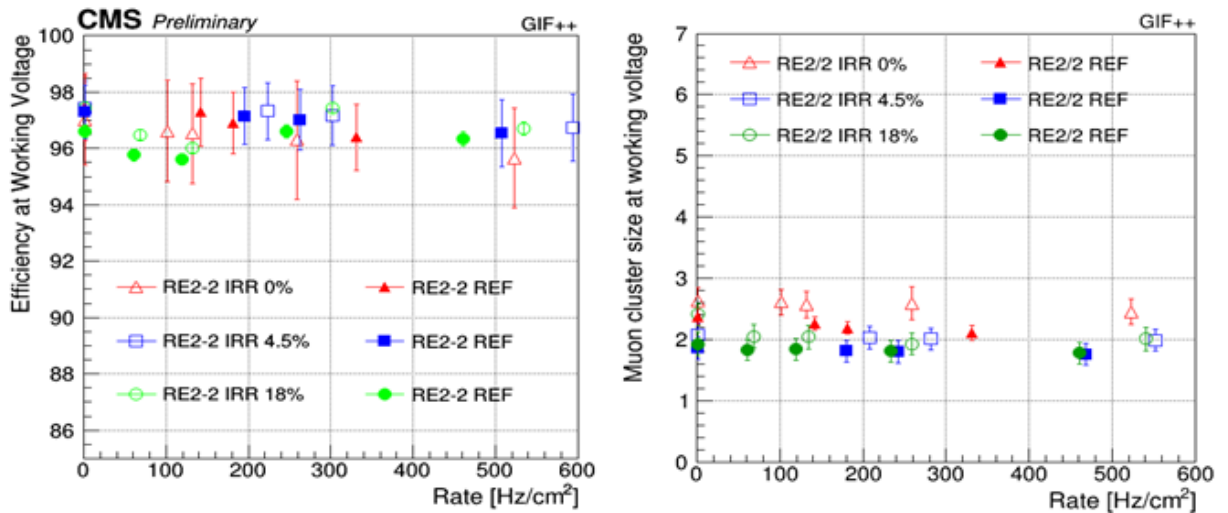 CMS Preliminary GIF++
Efficiency at Working Voltage
100
98
96
94
92
90
88
86
RE2-2 IRR 0% RE2-2 REF
RE2-2 IRR 4.5% RE2-2 REF
RE2-2 IRR 18% RE2-2 REF
0 100 200 300 400 500 600
Rate [Hz/cm²]
GIF++
Muon cluster size at working voltage
7
6
5
4
3
2
1
0
RE2/2 IRR 0% RE2/2 REF
RE2/2 IRR 4.5% RE2/2 REF
RE2/2 IRR 18% RE2/2 REF
0 100 200 300 400 500 600
Rate [Hz/cm²]